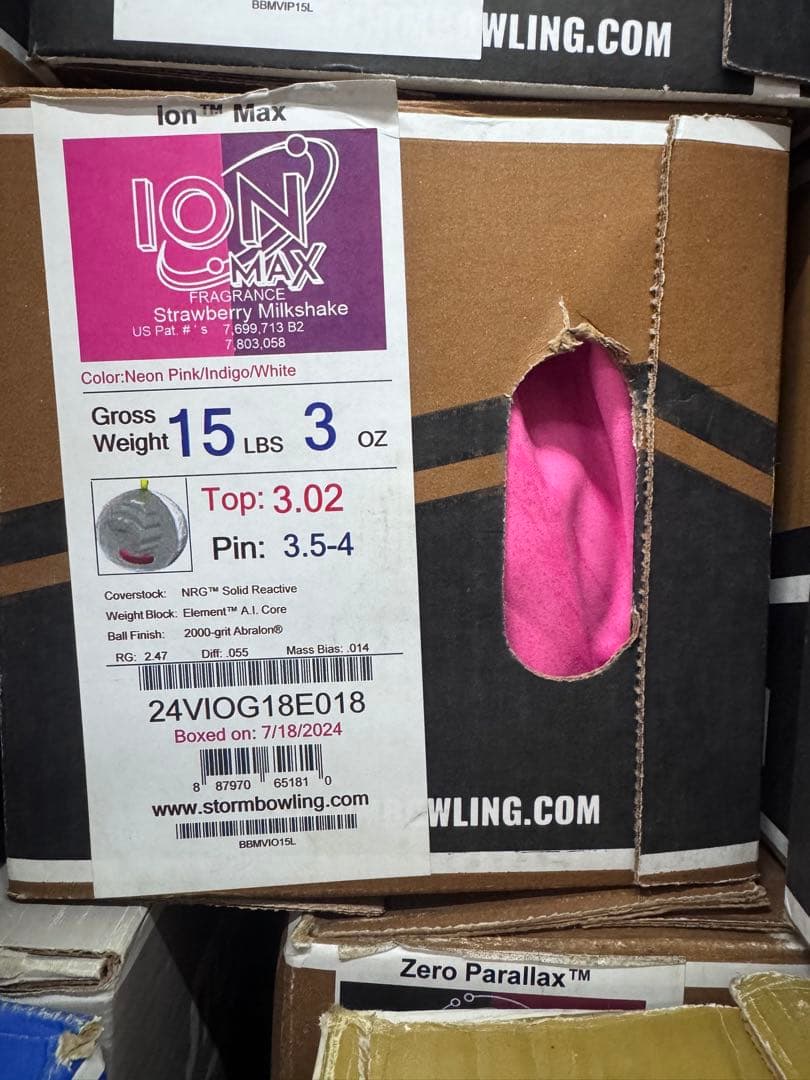 BBMVIP15L
WLING.COM
Ion™ Max
ION
MAX
FRAGRANCE
Strawberry Milkshake
US Pat. # ' s 7,699,713 B2
7,803,058
Color:Neon Pink/Indigo/White
Gross
Weight 15 LBS 3 OZ
Top: 3.02
Pin: 3.5-4
Coverstock: NRG™ Solid Reactive
Weight Block: Element™ A.I. Core
Ball Finish: 2000-grit Abralon®
RG: 2.47 Diff: .055 Mass Bias: .014
24VIOG18E018
Boxed on: 7/18/2024
8 87970 65181 0
www.stormbowling.com
BBMVIO15L
WLING.COM
Zero Parallax™